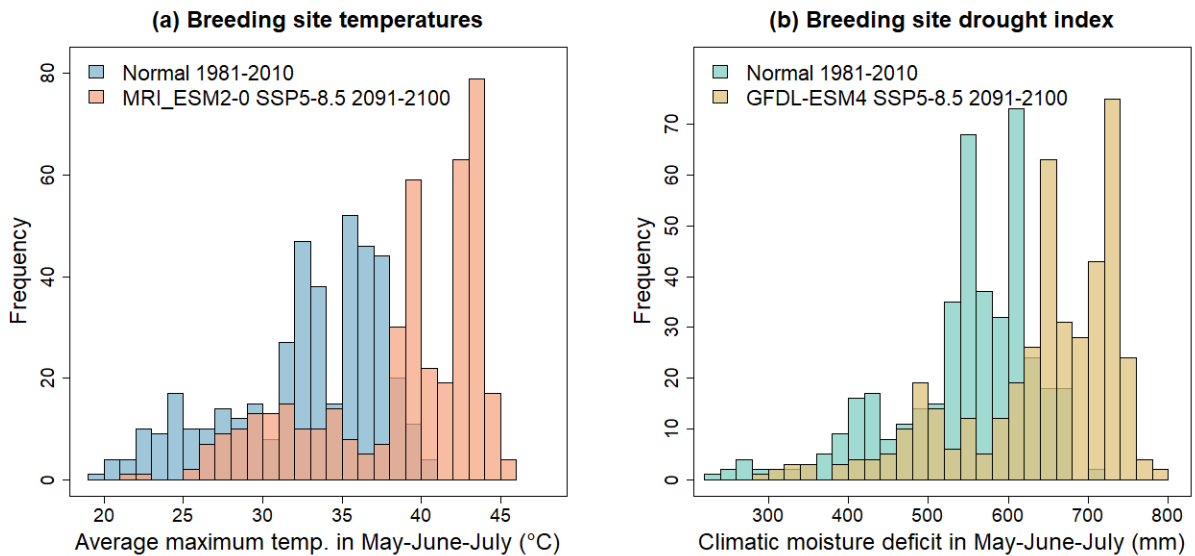 (a) Breeding site temperatures
Normal 1981-2010
MRI_ESM2-0 SSP5-8.5 2091-2100
Frequency
0
20
40
60
80
20
25
30
35
40
45
Average maximum temp. in May-June-July (°C)
(b) Breeding site drought index
Normal 1981-2010
GFDL-ESM4 SSP5-8.5 2091-2100
Frequency
0
10
20
30
40
50
60
70
300
400
500
600
700
800
Climatic moisture deficit in May-June-July (mm)